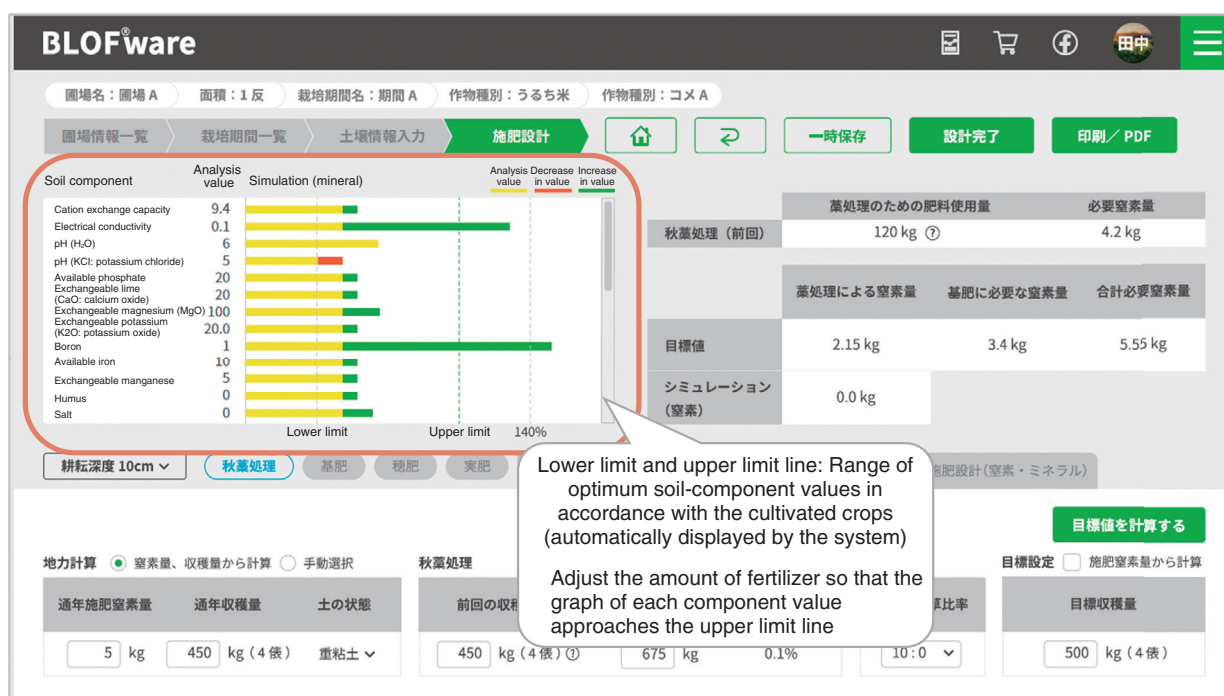 BLOF®ware
田中
圃場名：圃場 A 面積：1 反 栽培期間名：期間 A 作物種別：うるち米 作物種別：コメ A
圃場情報一覧 栽培期間一覧 土壌情報入力 施肥設計 一時保存 設計完了 印刷／ PDF
Soil component Analysis value Simulation (mineral) Analysis value Decrease in value Increase in value
Cation exchange capacity 9.4
Electrical conductivity 0.1
pH (H₂O) 6
pH (KCl: potassium chloride) 5
Available phosphate 20
Exchangeable lime
(CaO: calcium oxide) 20
Exchangeable magnesium (MgO) 100
Exchangeable potassium
(K2O: potassium oxide) 20.0
Boron 1
Available iron 10
Exchangeable manganese 5
Humus 0
Salt 0
Lower limit Upper limit 140%
藁処理のための肥料使用量 必要窒素量
秋藁処理（前回） 120 kg ? 4.2 kg
藁処理による窒素量 基肥に必要な窒素量 合計必要窒素量
目標値 2.15 kg 3.4 kg 5.55 kg
シミュレーション
（窒素） 0.0 kg
耕耘深度 10cm 秋藁処理 基肥 穂肥 実肥 施肥設計（窒素・ミネラル）
Lower limit and upper limit line: Range of
optimum soil-component values in
accordance with the cultivated crops
(automatically displayed by the system)
Adjust the amount of fertilizer so that the
graph of each component value
approaches the upper limit line
目標値を計算する
地力計算 窒素量、収穫量から計算 手動選択 秋藁処理 目標設定 施肥窒素量から計算
通年施肥窒素量 通年収穫量 土の状態 前回の収 比率 目標収穫量
5 kg 450 kg（4 俵） 重粘土 450 kg（4 俵）? 675 kg 0.1% 10:0 500 kg（4 俵）